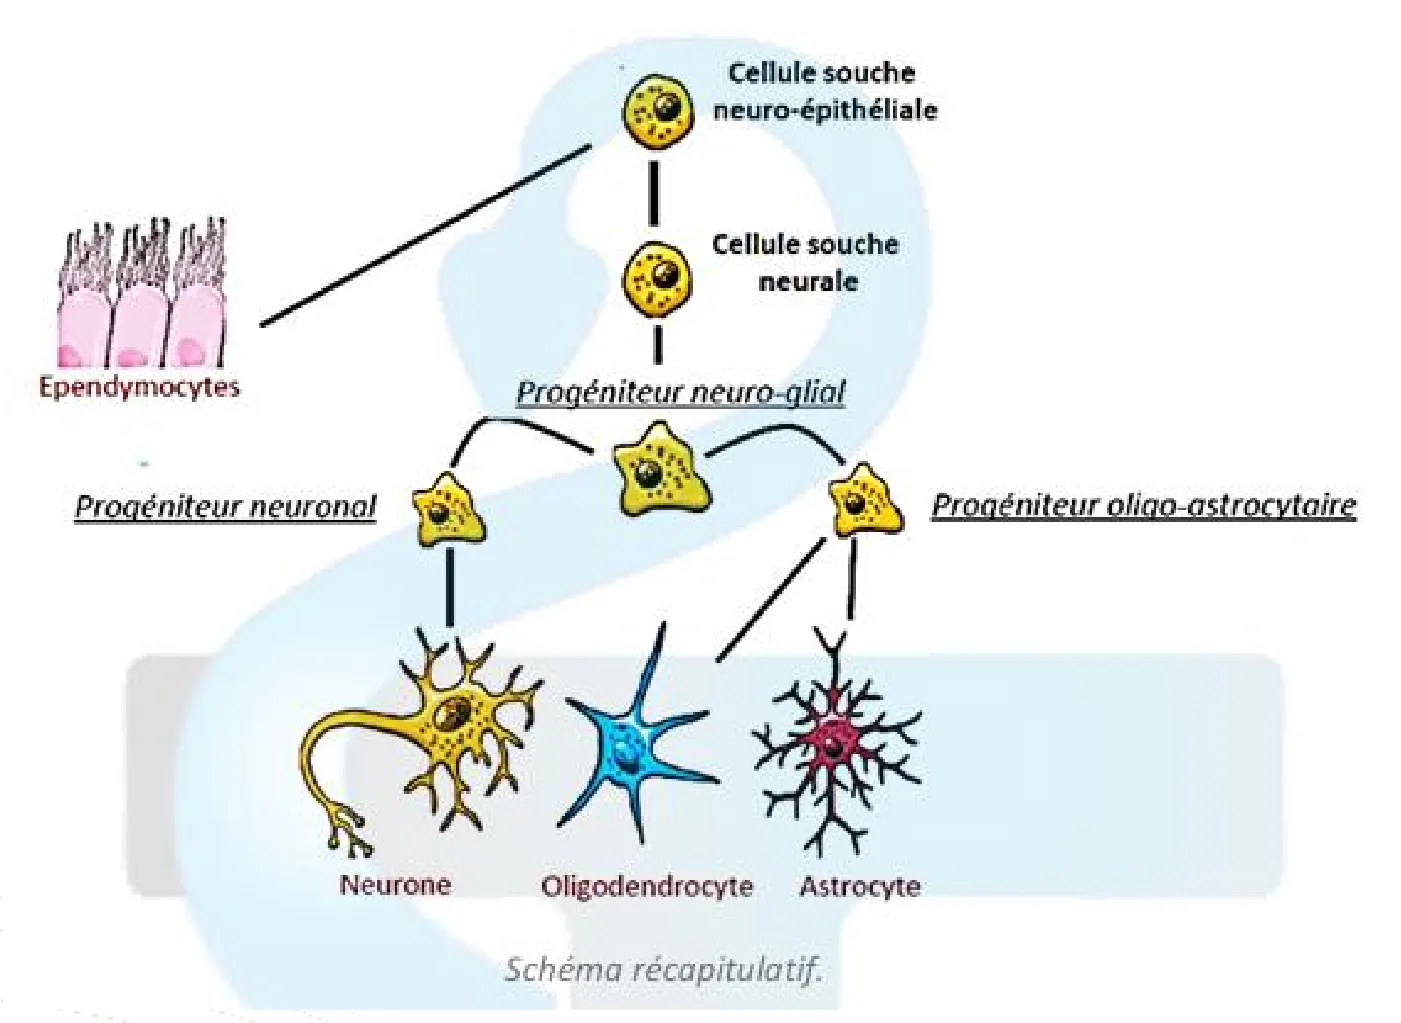 Cellule souche
neuro-épithéliale
Cellule souche
neurale
Ependymocytes
Progéniteur neuro-glial
Progéniteur neuronal
Progéniteur oligo-astrocytaire
Neurone
Oligodendrocyte
Astrocyte
Schéma récapitulatif.